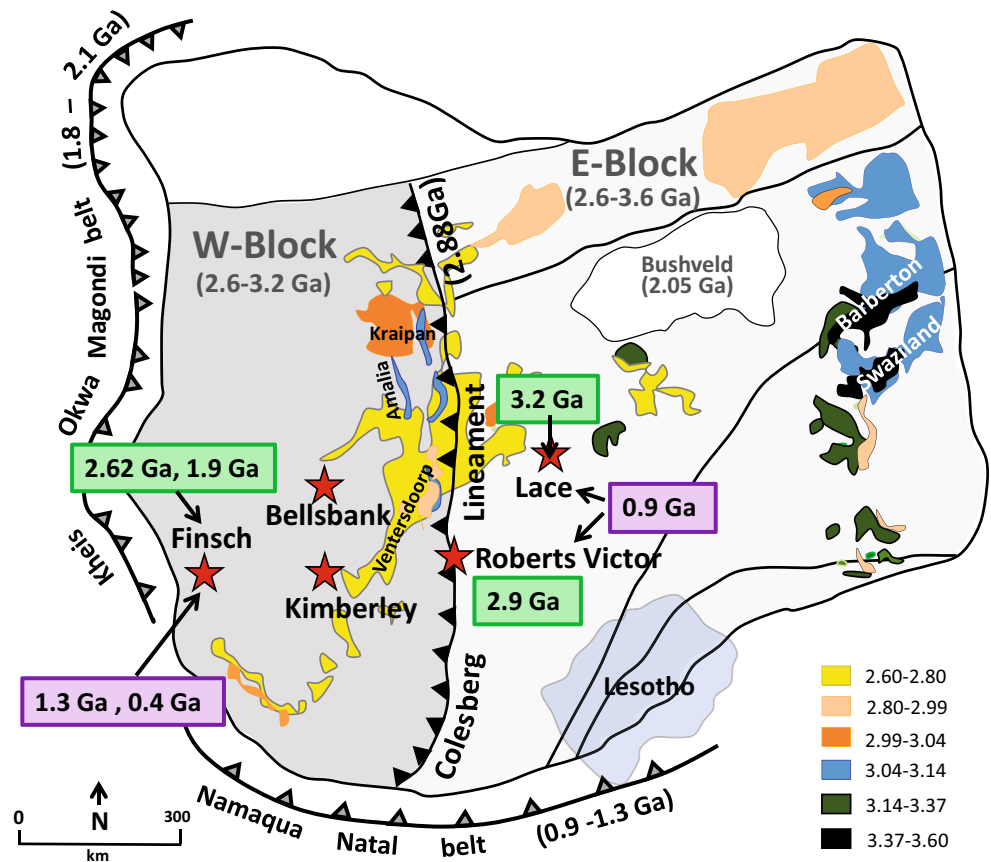 (1.8 – 2.1 Ga)
Okwa Magondi belt
Kheis
E-Block
(2.6-3.6 Ga)
W-Block
(2.6-3.2 Ga)
(2.88Ga)
Bushveld
(2.05 Ga)
Kraipan
Amalia
Barberton
Swaziland
3.2 Ga
Lineament
2.62 Ga, 1.9 Ga
Lace
Bellsbank
Ventersdoorp
0.9 Ga
Finsch
Roberts Victor
Kimberley
2.9 Ga
1.3 Ga , 0.4 Ga
Lesotho
Colesberg
Namaqua Natal belt (0.9 -1.3 Ga)
2.60-2.80
2.80-2.99
2.99-3.04
3.04-3.14
3.14-3.37
3.37-3.60
0 N 300
km